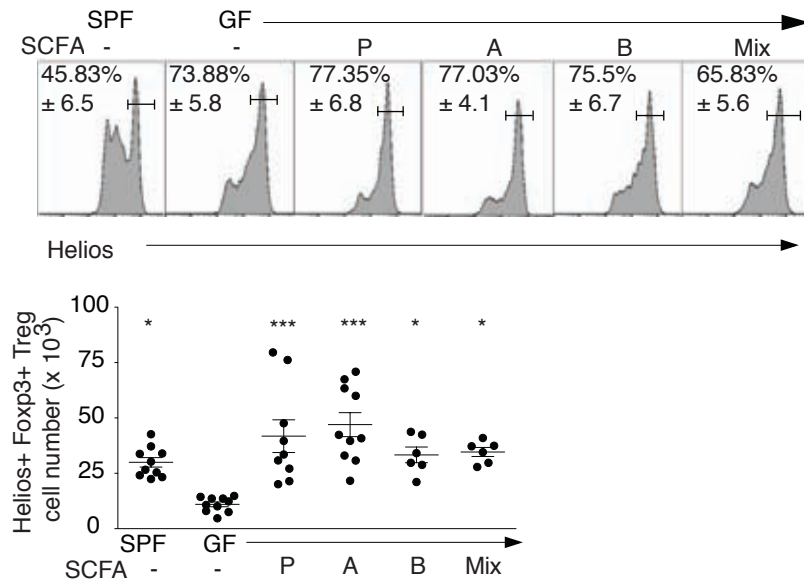 SPF GF
SCFA - - P A B Mix
45.83% 73.88% 77.35% 77.03% 75.5% 65.83%
± 6.5 ± 5.8 ± 6.8 ± 4.1 ± 6.7 ± 5.6
Helios
Helios+ Foxp3+ Treg
cell number (x 10³)
100
75
50
25
0
* *** *** * *
SPF GF
SCFA - - P A B Mix